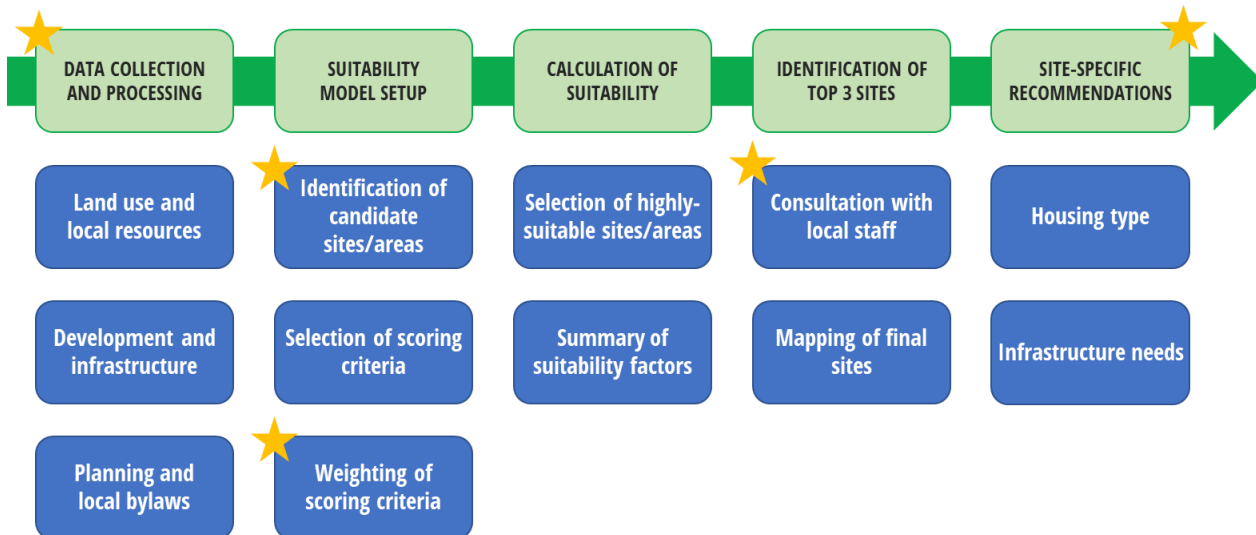 DATA COLLECTION
AND PROCESSING
SUITABILITY
MODEL SETUP
CALCULATION OF
SUITABILITY
IDENTIFICATION OF
TOP 3 SITES
SITE-SPECIFIC
RECOMMENDATIONS
Land use and
local resources
Identification of
candidate
sites/areas
Selection of highly-
suitable sites/areas
Consultation with
local staff
Housing type
Development and
infrastructure
Selection of scoring
criteria
Summary of
suitability factors
Mapping of final
sites
Infrastructure needs
Planning and
local bylaws
Weighting of
scoring criteria